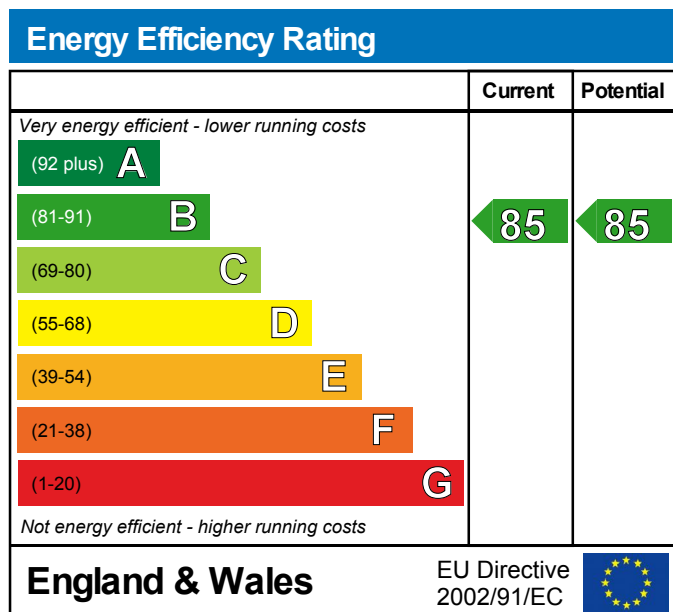 Energy Efficiency Rating
Current Potential
Very energy efficient - lower running costs
(92 plus) A
(81-91) B 85 85
(69-80) C
(55-68) D
(39-54) E
(21-38) F
(1-20) G
Not energy efficient - higher running costs
England & Wales
EU Directive
2002/91/EC